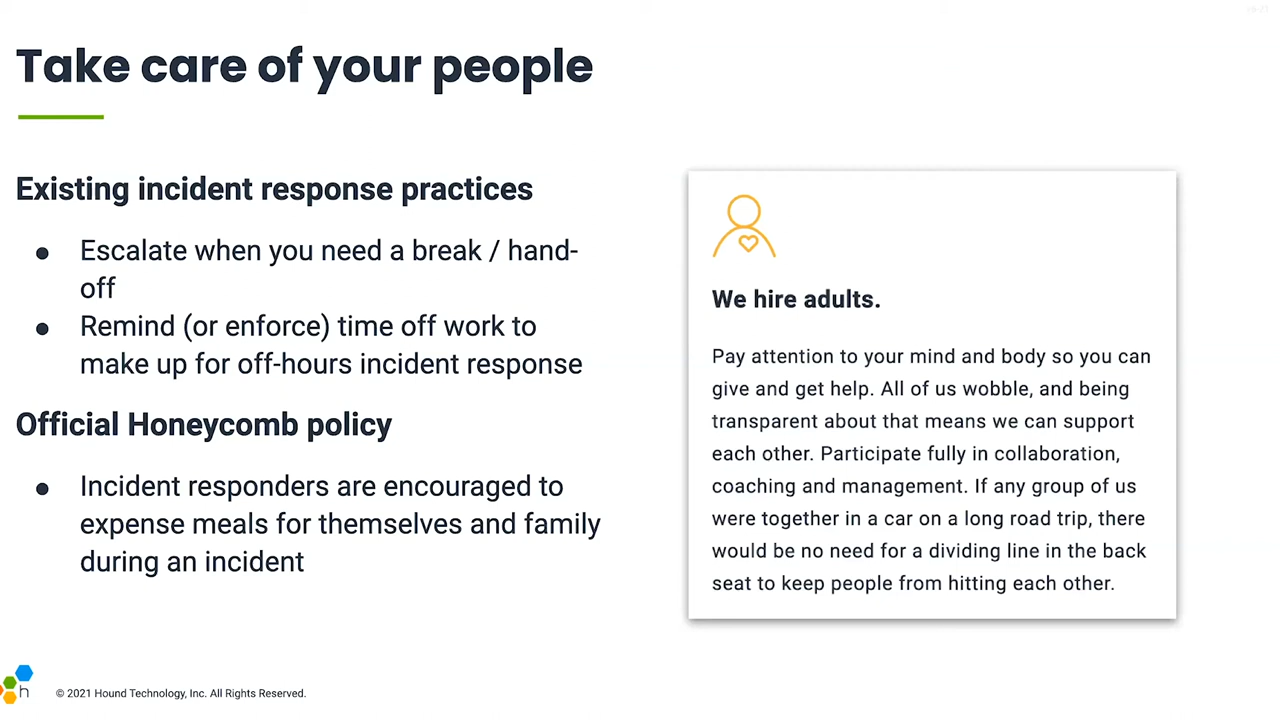 Take care of your people
Existing incident response practices
● Escalate when you need a break / hand-
off
● Remind (or enforce) time off work to
make up for off-hours incident response
Official Honeycomb policy
● Incident responders are encouraged to
expense meals for themselves and family
during an incident
We hire adults.
Pay attention to your mind and body so you can
give and get help. All of us wobble, and being
transparent about that means we can support
each other. Participate fully in collaboration,
coaching and management. If any group of us
were together in a car on a long road trip, there
would be no need for a dividing line in the back
seat to keep people from hitting each other.
h
© 2021 Hound Technology, Inc. All Rights Reserved.